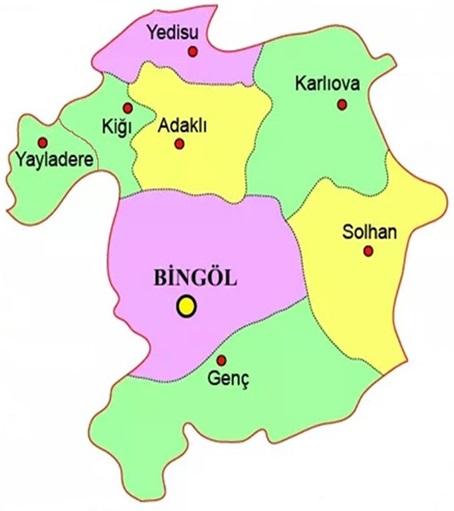 Yedisu
Karlıova
Kiğı
Adaklı
Yayladere
Solhan
BİNGÖL
Genç